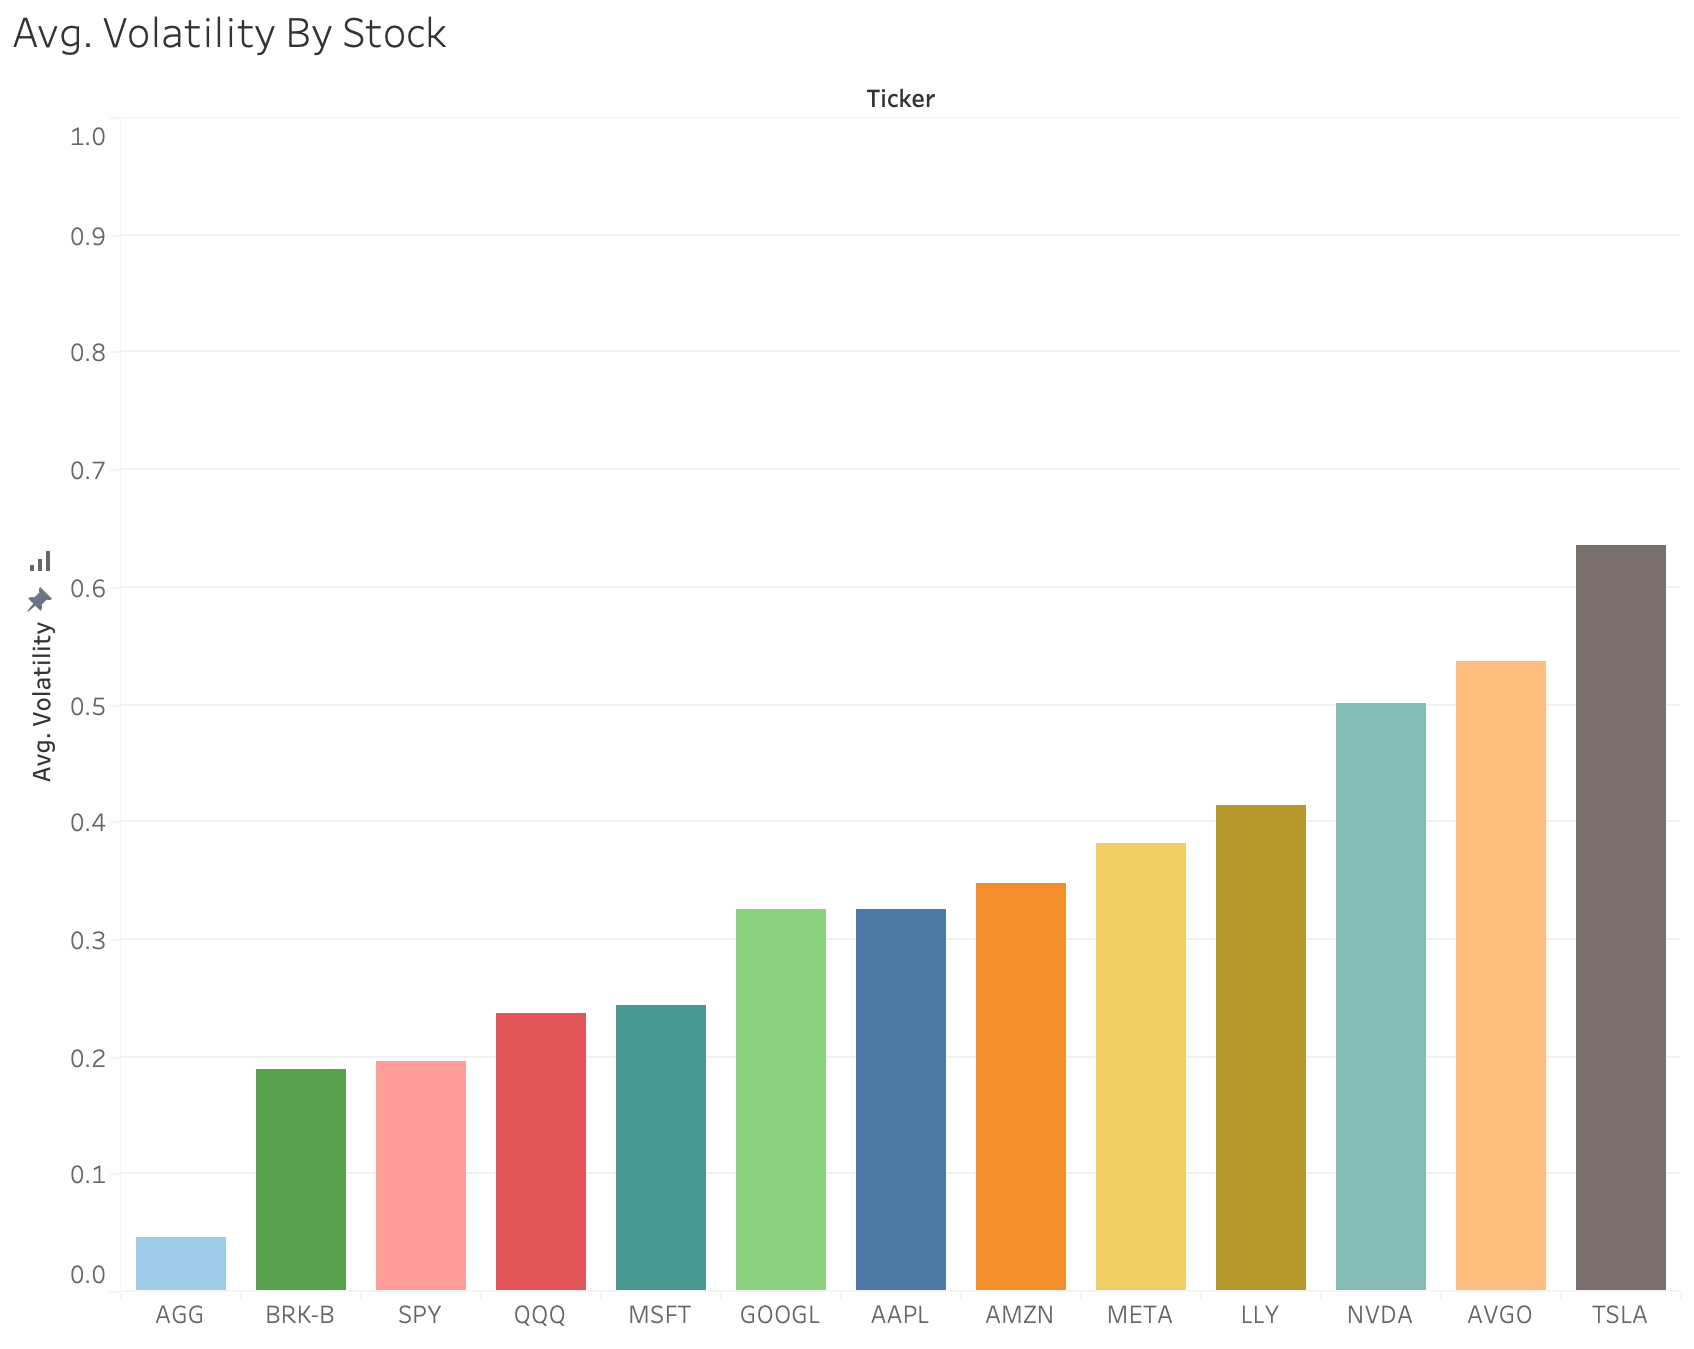 Avg. Volatility By Stock
Ticker
1.0
0.9
0.8
0.7
0.6
0.5
0.4
0.3
0.2
0.1
0.0
Avg. Volatility
AGG BRK-B SPY QQQ MSFT GOOGL AAPL AMZN META LLY NVDA AVGO TSLA